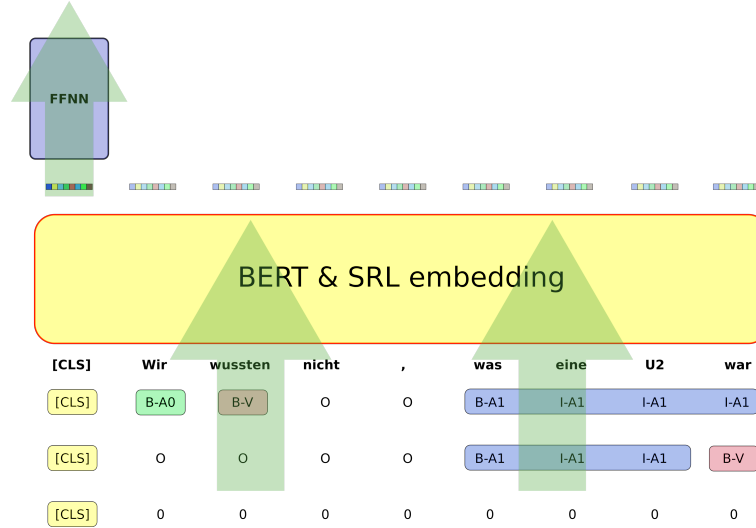 FFNN
BERT & SRL embedding
[CLS] Wir wussten nicht , was eine U2 war
[CLS] B-A0 B-V O O B-A1 I-A1 I-A1 I-A1
[CLS] O O O O B-A1 I-A1 I-A1 B-V
[CLS] 0 0 0 0 0 0 0 0